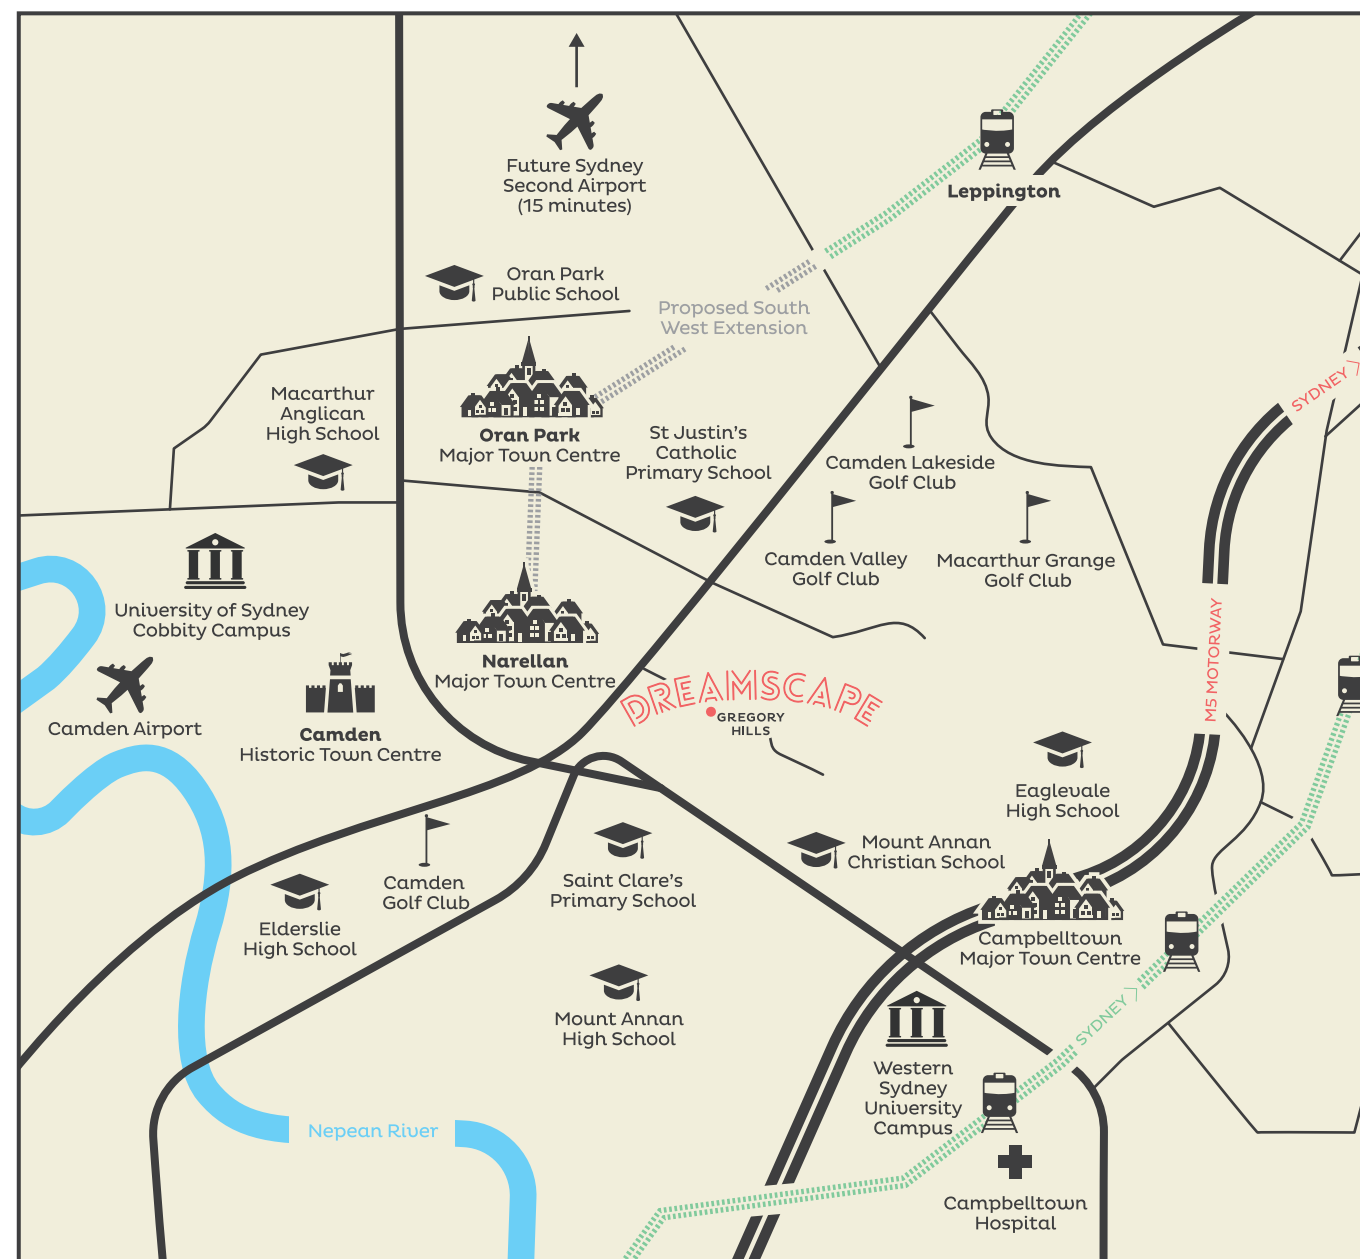 Future Sydney
Second Airport
(15 minutes)
Leppington
Oran Park
Public School
Proposed South
West Extension
SYDNEY
Macarthur
Anglican
High School
Oran Park
Major Town Centre
St Justin's
Catholic
Primary School
Camden Lakeside
Golf Club
Camden Valley
Golf Club
Macarthur Grange
Golf Club
University of Sydney
Cobbity Campus
M5 MOTORWAY
Narellan
Major Town Centre
DREAMSCAPE
GREGORY
HILLS
Camden Airport
Camden
Historic Town Centre
Eaglevale
High School
Mount Annan
Christian School
Camden
Golf Club
Saint Clare's
Primary School
Elderslie
High School
Campbelltown
Major Town Centre
SYDNEY
Mount Annan
High School
Western
Sydney
University
Campus
Nepean River
Campbelltown
Hospital